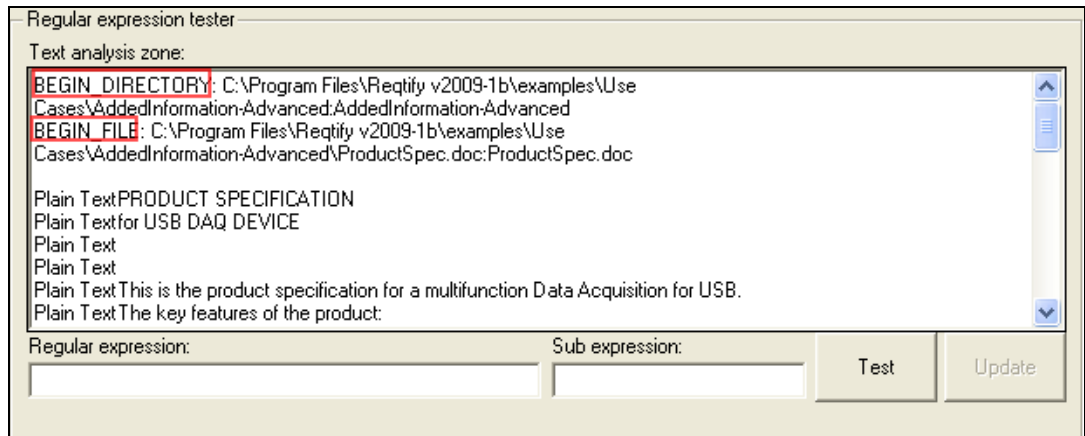 Regular expression tester
Text analysis zone:
BEGIN_DIRECTORY: C:\Program Files\Reqtify v2009-1b\examples\Use
Cases\AddedInformation-Advanced:AddedInformation-Advanced
BEGIN_FILE: C:\Program Files\Reqtify v2009-1b\examples\Use
Cases\AddedInformation-Advanced\ProductSpec.doc:ProductSpec.doc
Plain TextPRODUCT SPECIFICATION
Plain Textfor USB DAQ DEVICE
Plain Text
Plain Text
Plain TextThis is the product specification for a multifunction Data Acquisition for USB.
Plain TextThe key features of the product:
Regular expression:
Sub expression:
Test
Update